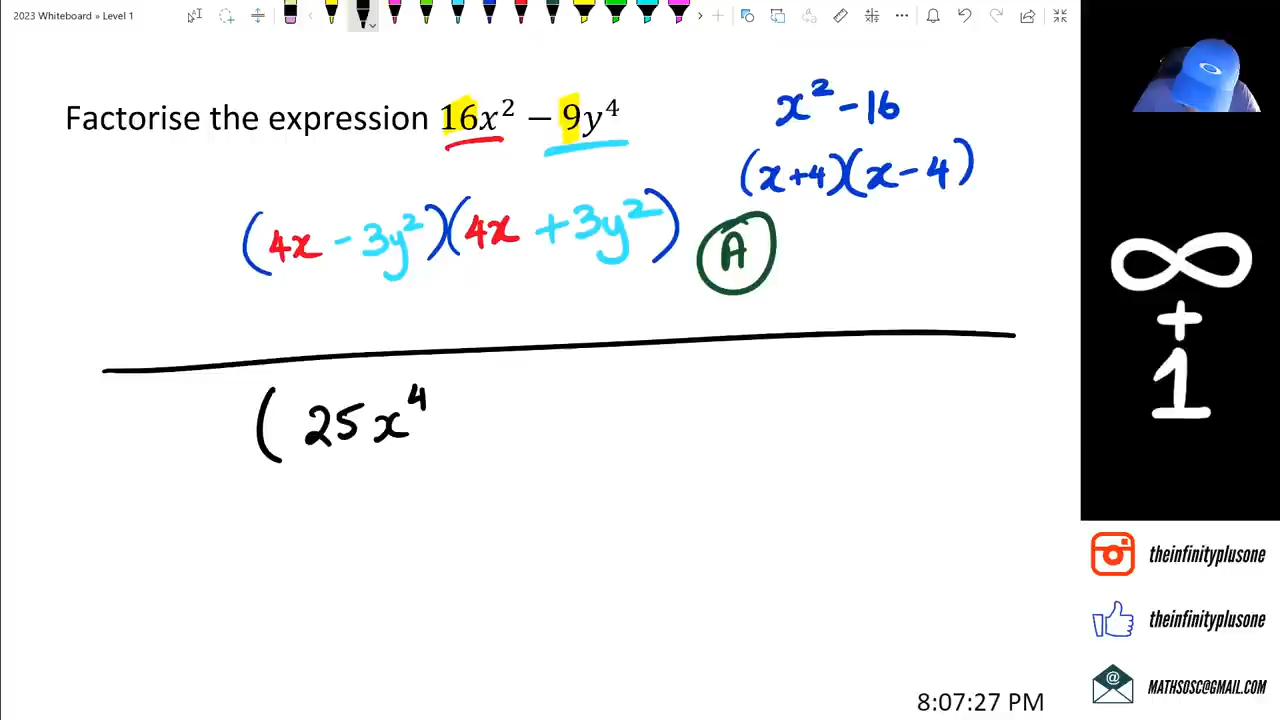 2023 Whiteboard » Level 1
Factorise the expression 16x² − 9y⁴
x² - 16
(x+4)(x-4)
(4x - 3y²)(4x + 3y²)
A
( 25x⁴
∞
+
1
theinfinityplusone
theinfinityplusone
MATHSOSC@GMAIL.COM
8:07:27 PM